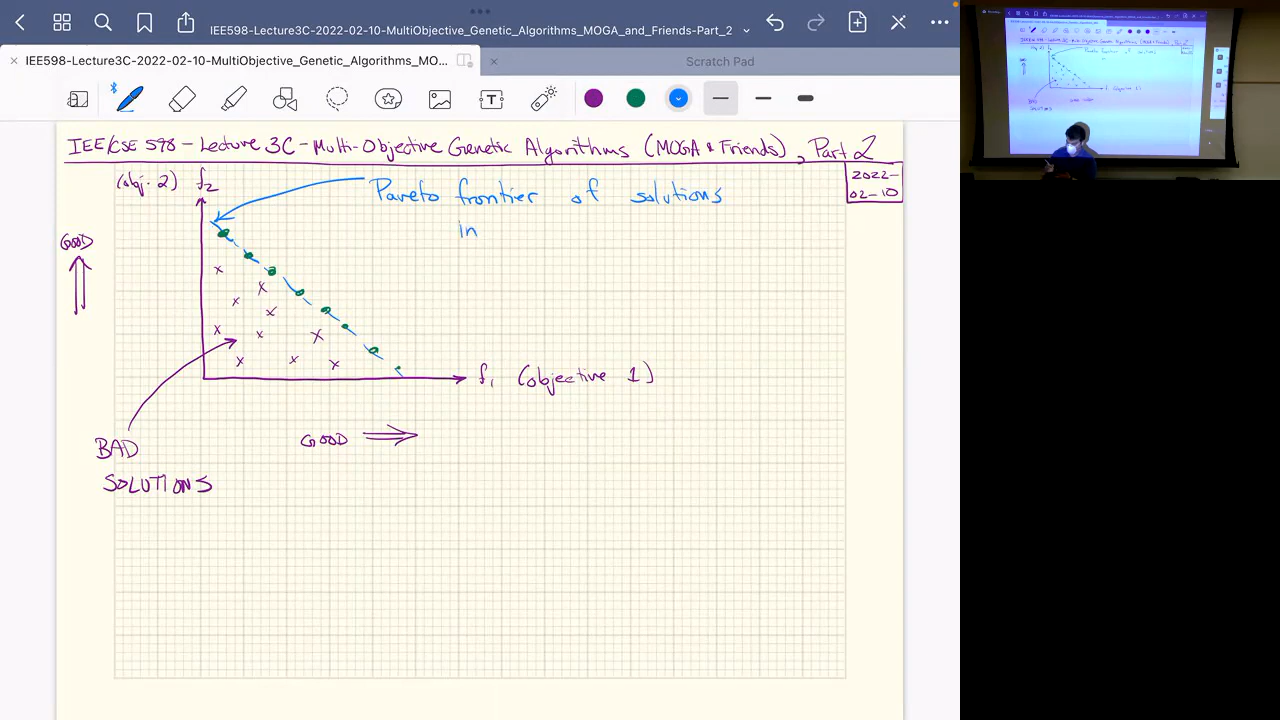 IEE598-Lecture3C-2022-02-10-MultiObjective_Genetic_Algorithms_MOGA_and_Friends-Part_2
IEE598-Lecture3C-2022-02-10-MultiObjective_Genetic_Algorithm
Scratch Pad
IEE/CSE 598 - Lecture 3C - Multi-Objective Genetic Algorithms (MOGA & Friends), Part 2
2022-
02-10
(obj. 2) f2
Pareto frontier of solutions
in
GOOD
x x x x x x x x x x x
f1 (objective 1)
GOOD
BAD
SOLUTIONS